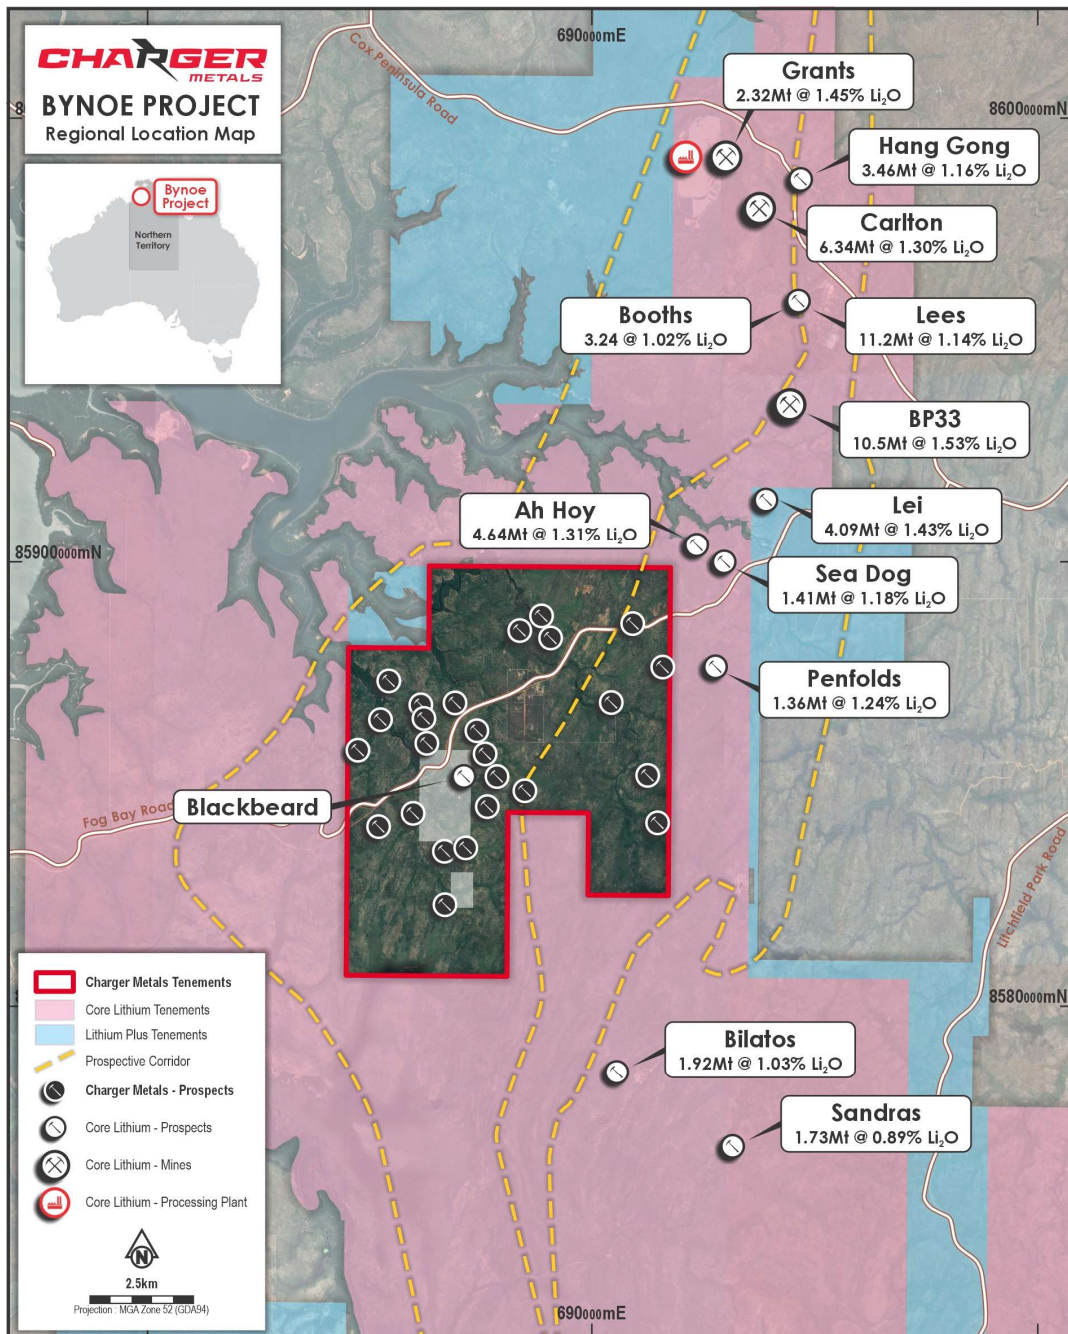 CHARGER
METALS
BYNOE PROJECT
Regional Location Map
Bynoe
Project
Northern
Territory
690000mE
8600000mN
Cox Peninsula Road
Grants
2.32Mt @ 1.45% Li₂O
Hang Gong
3.46Mt @ 1.16% Li₂O
Carlton
6.34Mt @ 1.30% Li₂O
Booths
3.24 @ 1.02% Li₂O
Lees
11.2Mt @ 1.14% Li₂O
BP33
10.5Mt @ 1.53% Li₂O
Ah Hoy
4.64Mt @ 1.31% Li₂O
Lei
4.09Mt @ 1.43% Li₂O
85900000mN
Sea Dog
1.41Mt @ 1.18% Li₂O
Penfolds
1.36Mt @ 1.24% Li₂O
Blackbeard
Fog Bay Road
Litchfield Park Road
8580000mN
Bilatos
1.92Mt @ 1.03% Li₂O
Sandras
1.73Mt @ 0.89% Li₂O
Charger Metals Tenements
Core Lithium Tenements
Lithium Plus Tenements
Prospective Corridor
Charger Metals - Prospects
Core Lithium - Prospects
Core Lithium - Mines
Core Lithium - Processing Plant
N
2.5km
Projection : MGA Zone 52 (GDA94)
690000mE